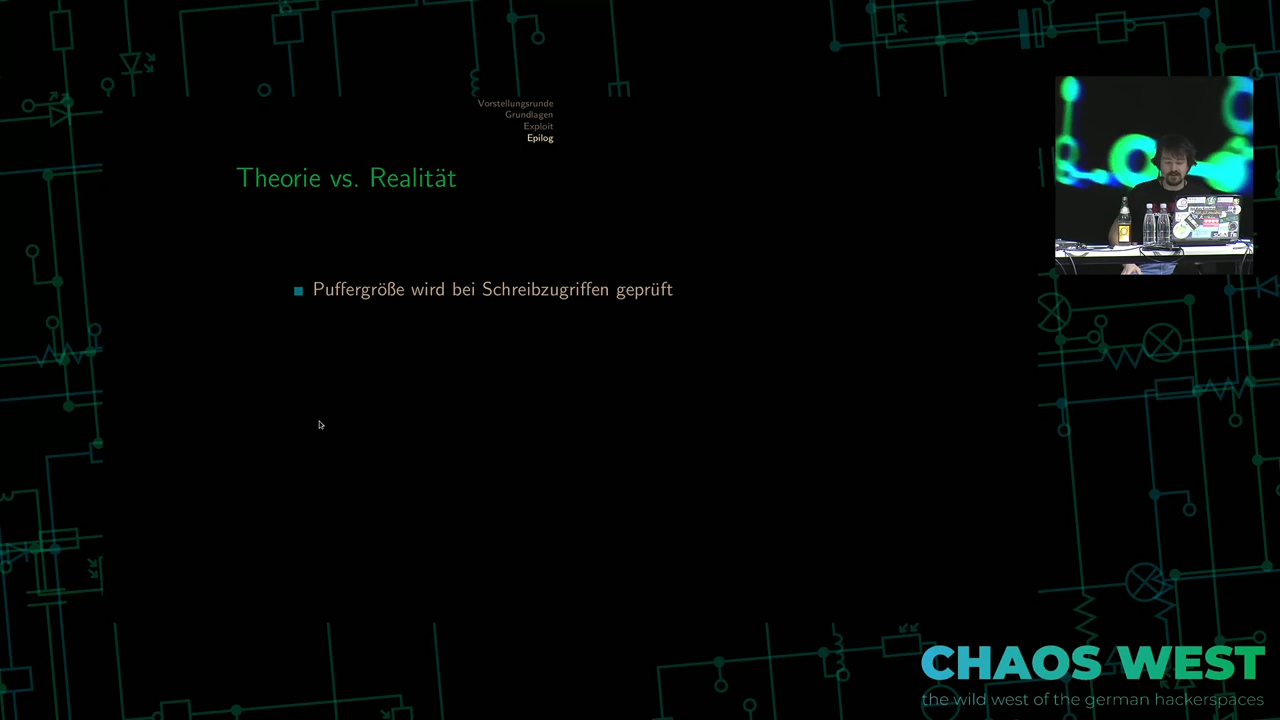 Vorstellungsrunde
Grundlagen
Exploit
Epilog
Theorie vs. Realität
Puffergröße wird bei Schreibzugriffen geprüft
CHAOS WEST
the wild west of the german hackerspaces